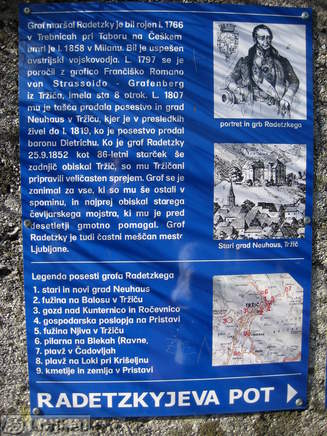 Graf maršal Radetzky je bil rojen l. 1766
v Trebnicah pri Taboru na Češkem
umrl je l. 1858 v Milanu. Bil je uspešen
avstrijski vojskovodja. L. 1797 se je
poročil z grofico Frančiško Romano
von Strassoldo - Grafenberg
iz Tržiča, imela sta 8 otrok. L. 1807
mu je tašča prodala posestvo in grad
Neuhaus v Tržiču, kjer je v presledkih
živel do l. 1819, ko je posestvo prodal
baronu Dietrichu. Ko je grof Radetzky
25.9.1852 kot 86-letni starček še
zadnjič obiskal Tržič, so mu Tržičani
pripravili veličasten sprejem. Grof se je
zanimal za vse, ki so mu še ostali v
spominu, in najprej obiskal starega
čevljarskega mojstra, ki mu je pred
desetletji gmotno pomagal. Grof
Radetzky je tudi častni meščan mesta
Ljubljane.
portret in grb Radetzkega
Stari grad Neuhaus, Tržič
Legenda posesti grofa Radetzkega
1. stari in novi grad Neuhaus
2. fužina na Balosu v Tržiču
3. gozd nad Kunternico in Ročevnico
4. gospodarska poslopja na Pristavi
5. fužina Njiva v Tržiču
6. pilarna na Blekah (Ravne,
7. plavž v Čadovljah
8. plavž na Loki pri Krišeljnu
9. kmetije in zemlja v Pristavi
TRŽIČ
RADETZKYJEVA POT